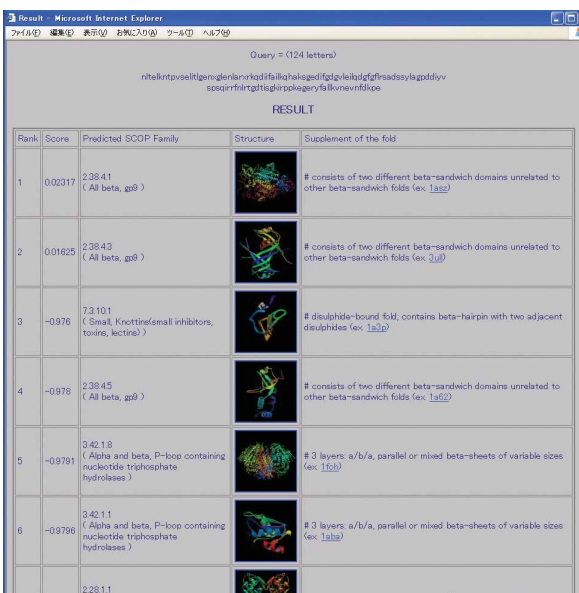 Result - Microsoft Internet Explorer
ファイル(F) 編集(E) 表示(V) お気に入り(A) ツール(T) ヘルプ(H)
Query = (124 letters)
spsqirrfnlrtgdtisgkirppkegeryfallkvnevnfdkpe
RESULT
Rank Score Predicted SCOP Family Structure Supplement of the fold
1 0.02317 2.38.4.1
( All beta, gp9 )
# consists of two different beta-sandwich domains unrelated to
other beta-sandwich folds (ex. 1asz)
2 0.01625 2.38.4.3
( All beta, gp9 )
# consists of two different beta-sandwich domains unrelated to
other beta-sandwich folds (ex. 3ull)
3 -0.976 7.3.10.1
( Small, Knottins(small inhibitors,
toxins, lectins) )
# disulphide-bound fold; contains beta-hairpin with two adjacent
disulphides (ex. 1a3p)
4 -0.978 2.38.4.5
( All beta, gp9 )
# consists of two different beta-sandwich domains unrelated to
other beta-sandwich folds (ex. 1a62)
5 -0.9791 3.42.1.8
( Alpha and beta, P-loop containing
nucleotide triphosphate
hydrolases )
# 3 layers: a/b/a, parallel or mixed beta-sheets of variable sizes
(ex. 1foh)
6 -0.9796 3.42.1.1
( Alpha and beta, P-loop containing
nucleotide triphosphate
hydrolases )
# 3 layers: a/b/a, parallel or mixed beta-sheets of variable sizes
(ex. 1aba)
2.28.1.1